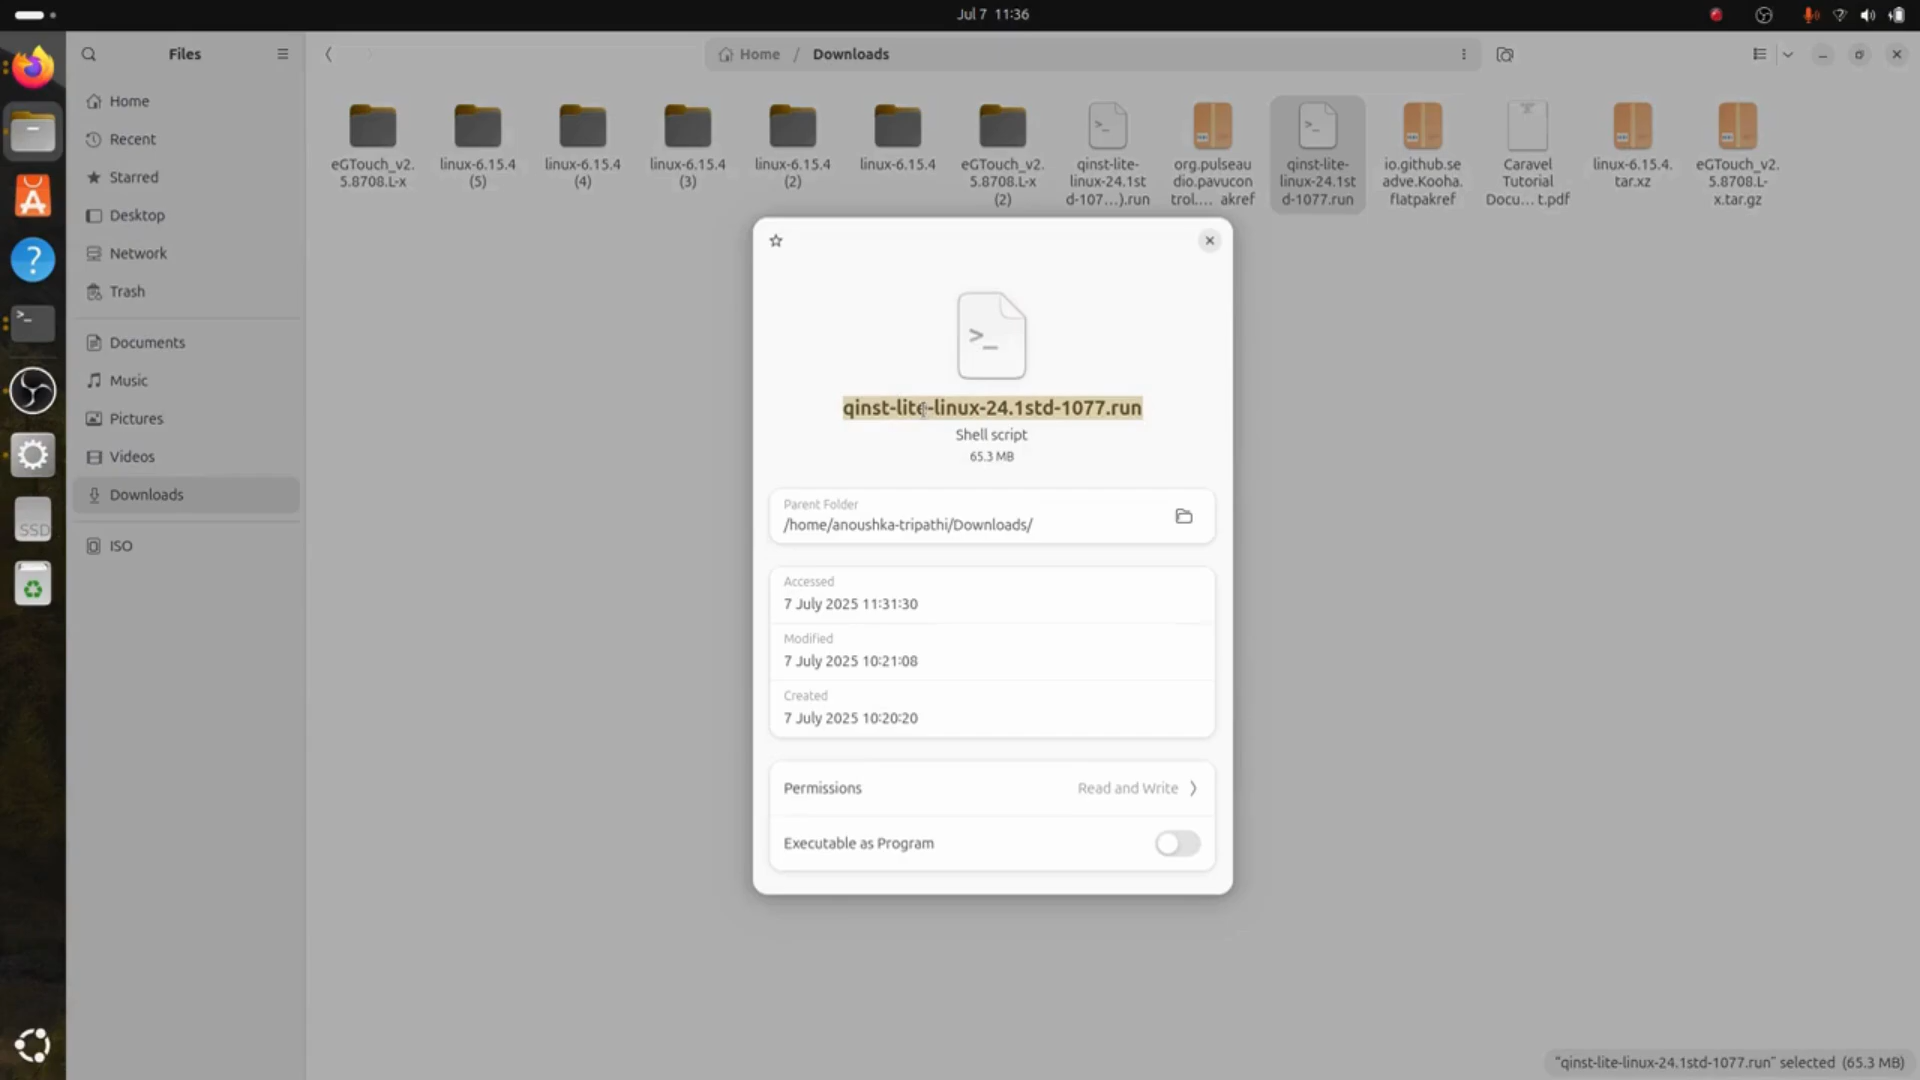 Jul 7 11:36
Files
Home / Downloads
Home
Recent
Starred
Desktop
Network
Trash
Documents
Music
Pictures
Videos
Downloads
ISO
SSD
eGTouch_v2.
5.8708.L-x
linux-6.15.4
(5)
linux-6.15.4
(4)
linux-6.15.4
(3)
linux-6.15.4
(2)
linux-6.15.4
eGTouch_v2.
5.8708.L-x
(2)
qinst-lite-
linux-24.1st
d-107...).run
org.pulseau
dio.pavucon
trol.... akref
qinst-lite-
linux-24.1st
d-1077.run
io.github.se
adve.Kooha.
flatpakref
Caravel
Tutorial
Docu... t.pdf
linux-6.15.4.
tar.xz
eGTouch_v2.
5.8708.L-
x.tar.gz
qinst-lite-linux-24.1std-1077.run
Shell script
65.3 MB
Parent Folder
/home/anoushka-tripathi/Downloads/
Accessed
7 July 2025 11:31:30
Modified
7 July 2025 10:21:08
Created
7 July 2025 10:20:20
Permissions Read and Write
Executable as Program
"qinst-lite-linux-24.1std-1077.run" selected (65.3 MB)